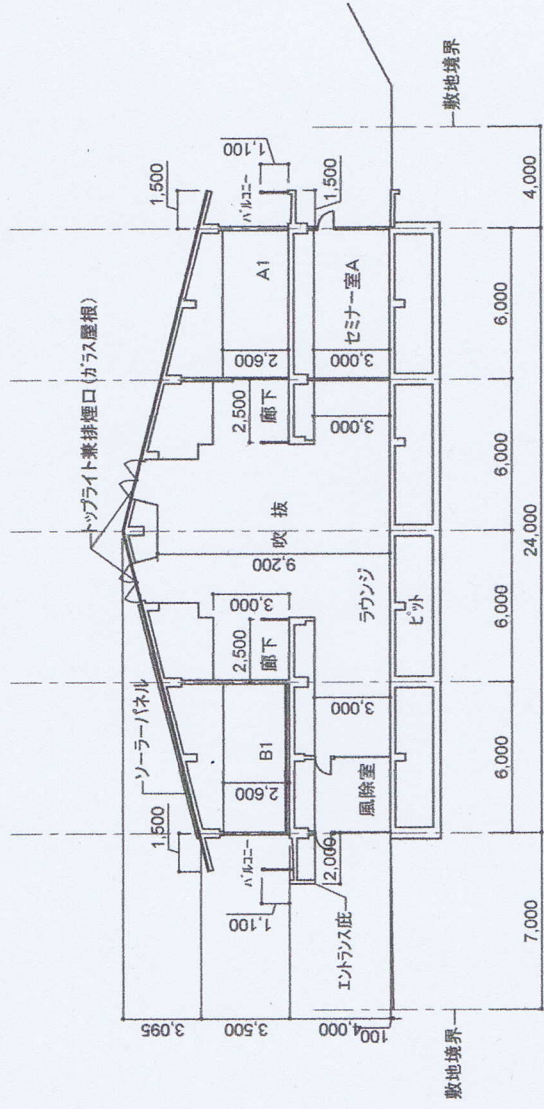 トップライト兼排煙口(ガラス屋根)
ソーラーパネル
1,500
1,500
バルコニー
1,100
B1
2,600
2,500
廊下
3,000
吹 抜
9,200
2,500
廊下
2,600
A1
バルコニー
1,100
エントランス庇
2,000
風除室
3,000
ラウンジ
ピット
3,000
3,000
セミナー室A
1,500
3,095
3,500
4,000
100
敷地境界
敷地境界
7,000
6,000
6,000
6,000
6,000
4,000
24,000